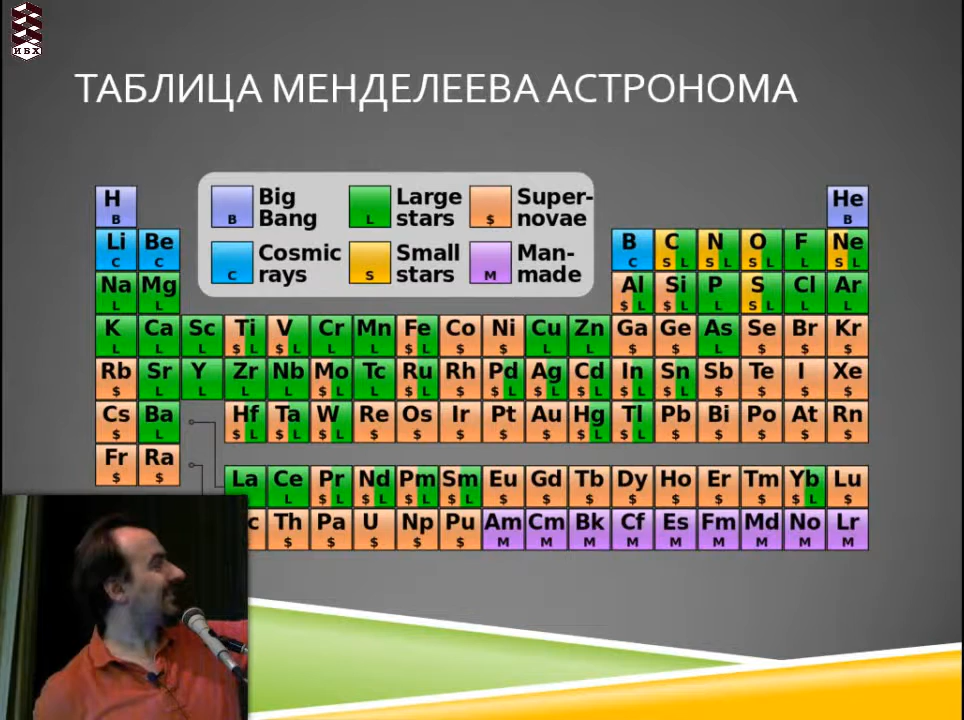 ИБХ
ТАБЛИЦА МЕНДЕЛЕЕВА АСТРОНОМА
Big Bang B
Large stars L
Super-novae $
Cosmic rays C
Small stars S
Man-made M
H B He B
Li C Be C B C C S L N S L O S L F L Ne S L
Na L Mg L Al $ L Si $ L P L S S L Cl L Ar L
K L Ca L Sc L Ti $ L V $ L Cr L Mn L Fe $ L Co $ Ni $ Cu L Zn L Ga $ Ge $ As L Se $ Br $ Kr $
Rb $ Sr L Y L Zr L Nb L Mo $ L Tc L Ru $ L Rh $ Pd $ L Ag $ L Cd $ L In $ L Sn $ L Sb $ Te $ I $ Xe $
Cs $ Ba L Hf $ L Ta $ L W $ L Re $ Os $ Ir $ Pt $ Au $ Hg $ L Tl $ L Pb $ Bi $ Po $ At $ Rn $
Fr $ Ra $
La Ce L Pr $ L Nd $ L Pm $ L Sm $ L Eu $ Gd $ Tb $ Dy $ Ho $ Er $ Tm $ Yb $ L Lu $
c Th $ Pa $ U $ Np $ Pu $ Am M Cm M Bk M Cf M Es M Fm M Md M No M Lr M